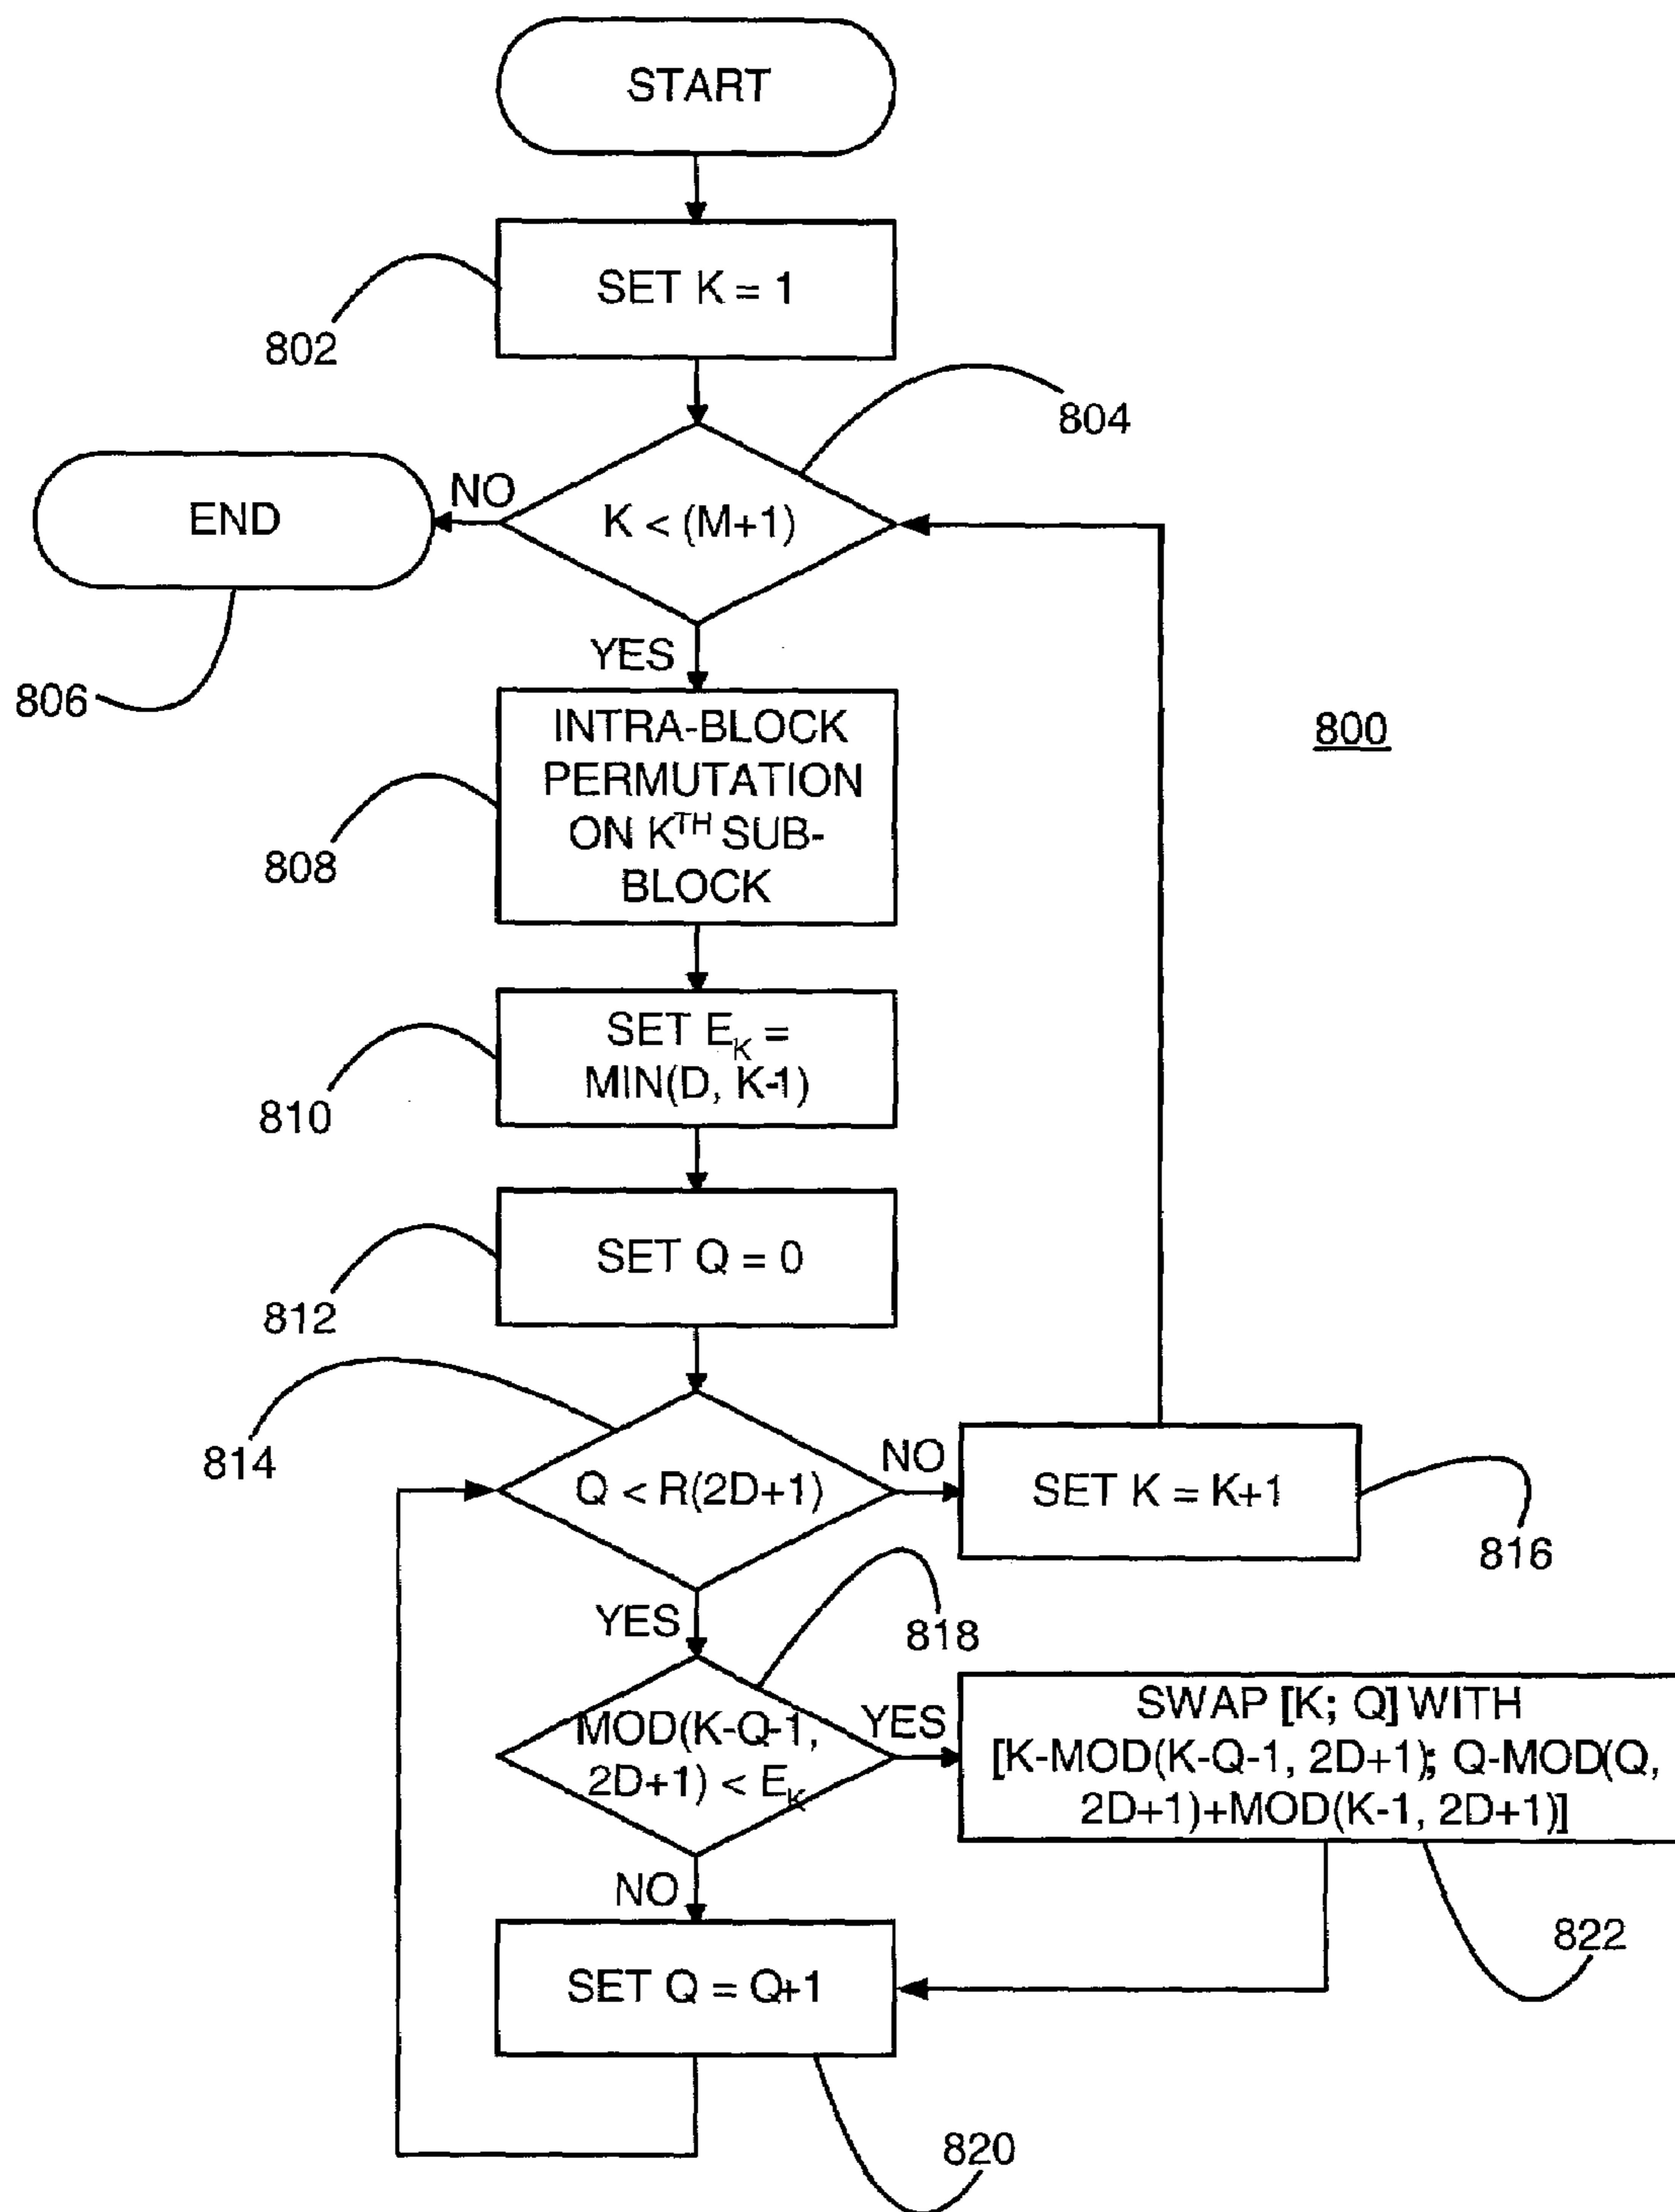 START
SET K = 1
802
804
K < (M+1)
NO
END
806
YES
INTRA-BLOCK
PERMUTATION
ON K^TH SUB-
BLOCK
808
800
SET E_K =
MIN(D, K-1)
810
SET Q = 0
812
814
Q < R(2D+1)
NO
SET K = K+1
816
YES
818
MOD(K-Q-1,
2D+1) < E_K
YES
SWAP [K; Q] WITH
[K-MOD(K-Q-1, 2D+1); Q-MOD(Q,
2D+1)+MOD(K-1, 2D+1)]
822
NO
SET Q = Q+1
820